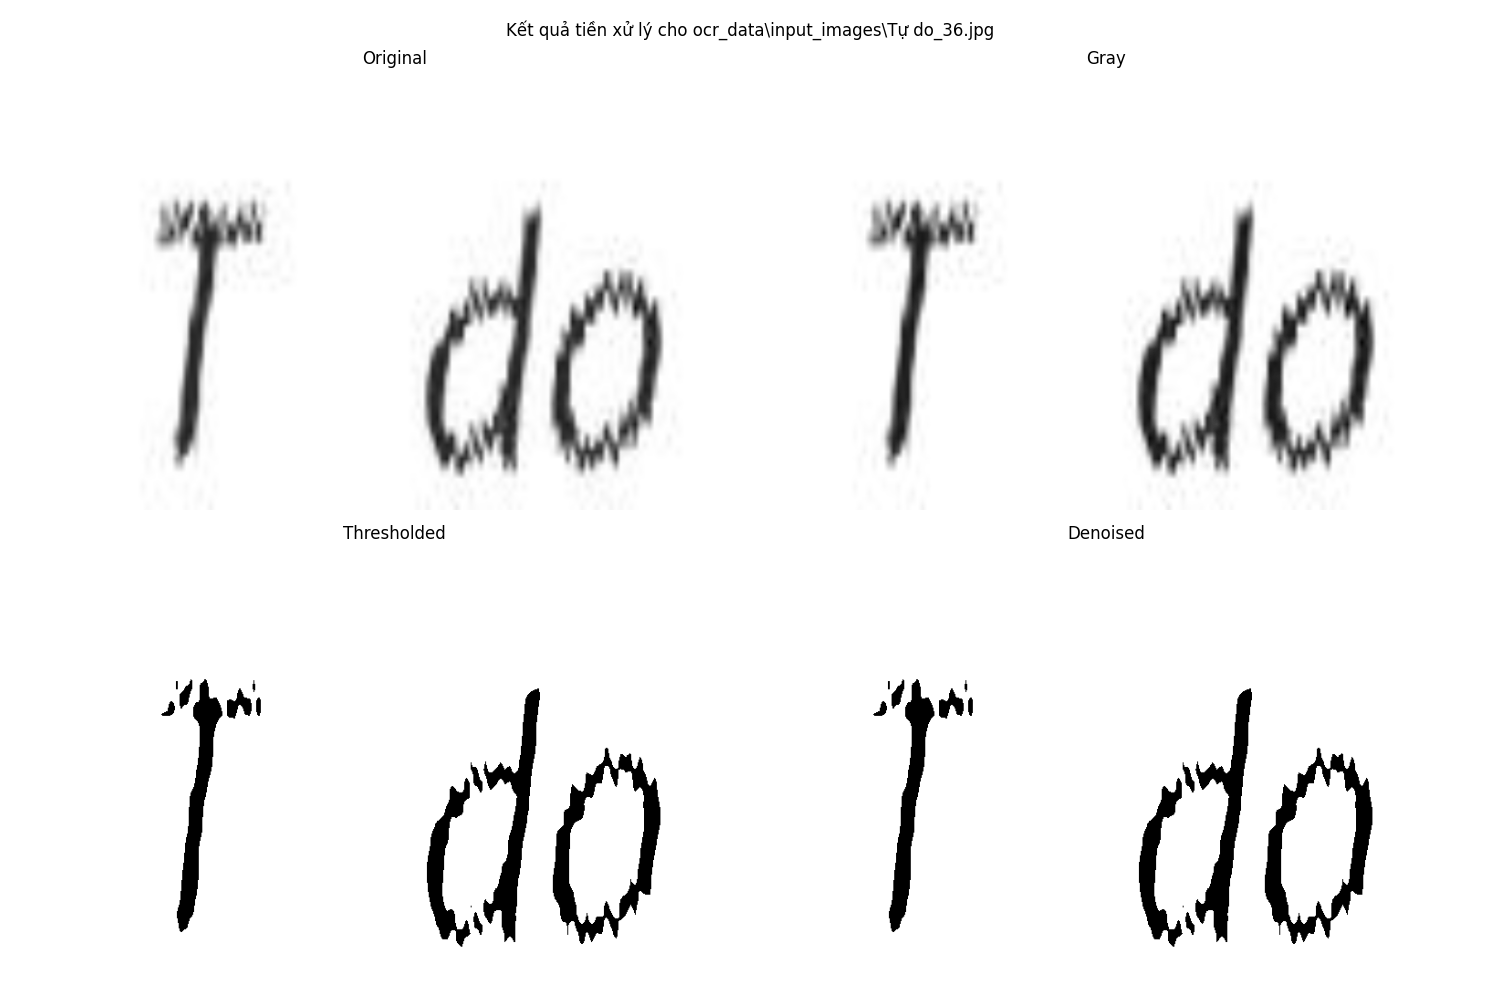 Kết quả tiền xử lý cho ocr_data\input_images\Tự do_36.jpg
Original
Gray
T do
T do
Thresholded
Denoised
T do
T do